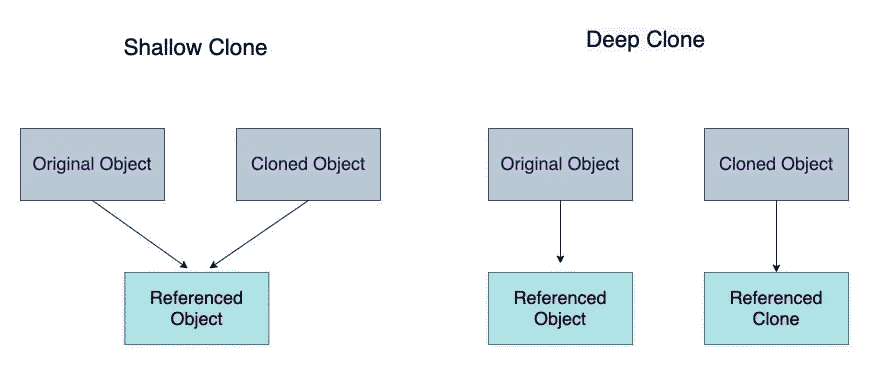 Shallow Clone
Deep Clone
Original Object
Cloned Object
Original Object
Cloned Object
Referenced
Object
Referenced
Object
Referenced
Clone